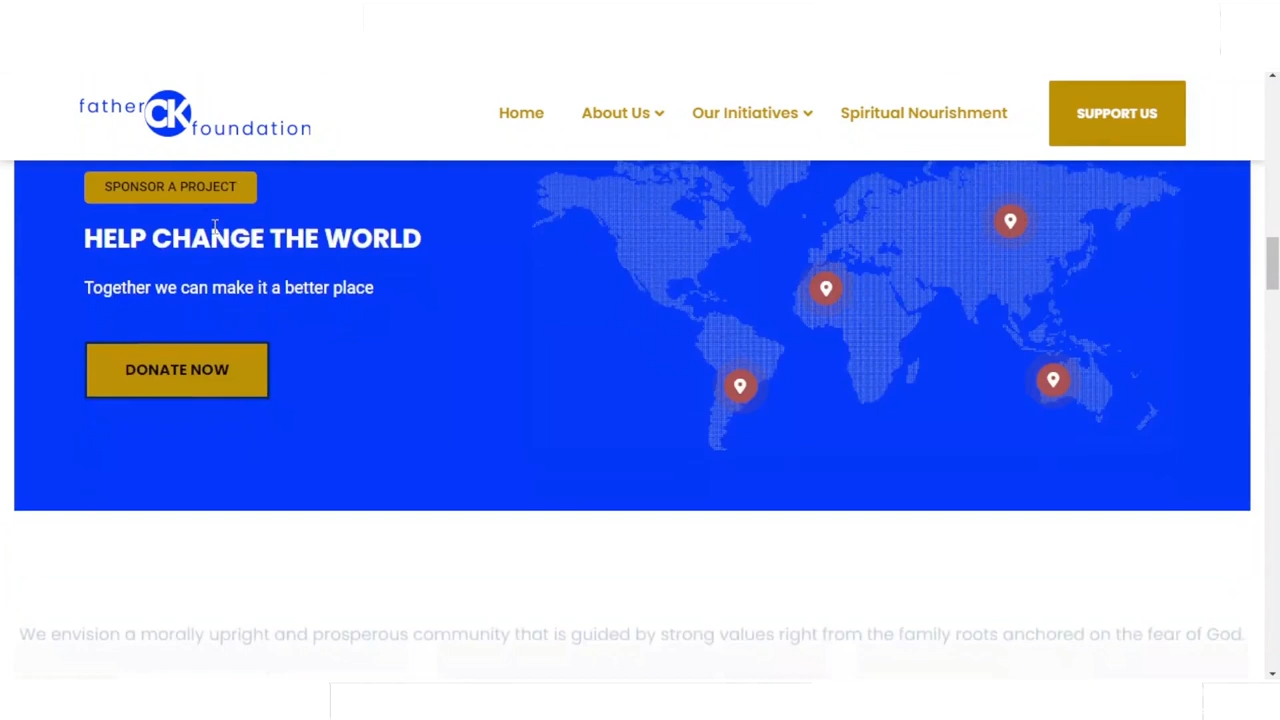 father CK foundation
Home About Us Our Initiatives Spiritual Nourishment SUPPORT US
SPONSOR A PROJECT
HELP CHANGE THE WORLD
Together we can make it a better place
DONATE NOW
We envision a morally upright and prosperous community that is guided by strong values right from the family roots anchored on the fear of God.